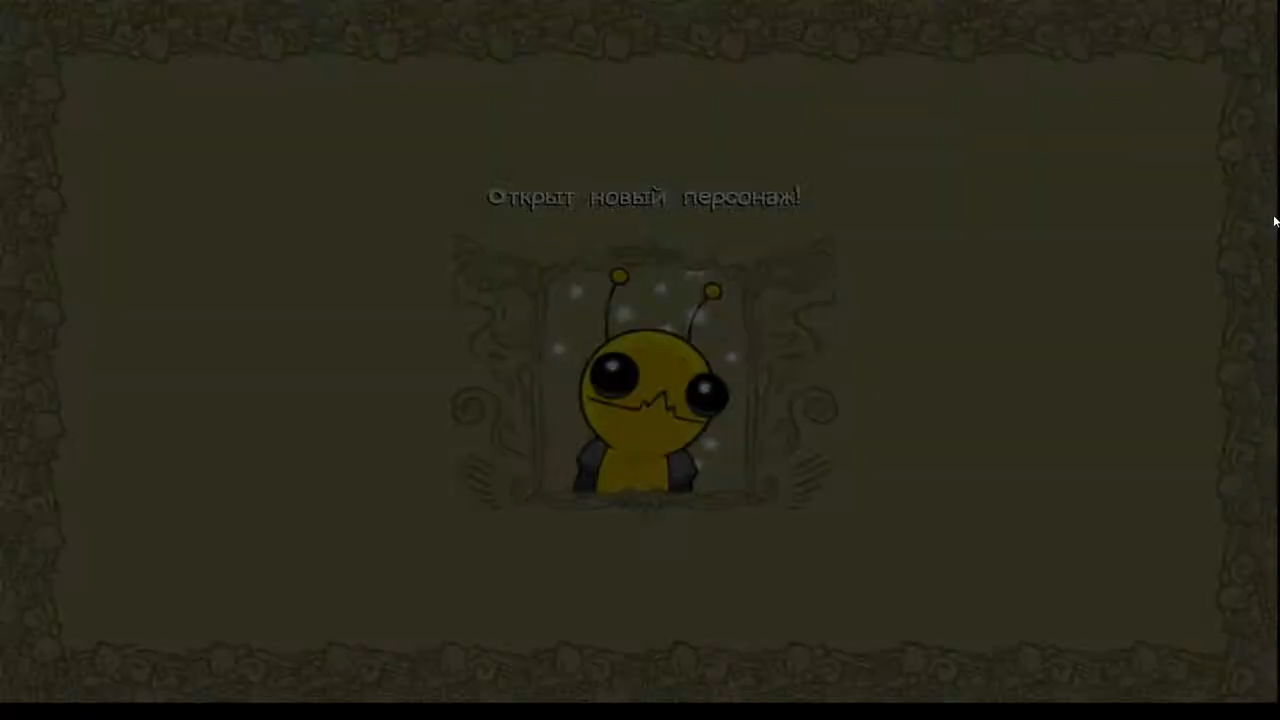 Открыт новый персонаж!